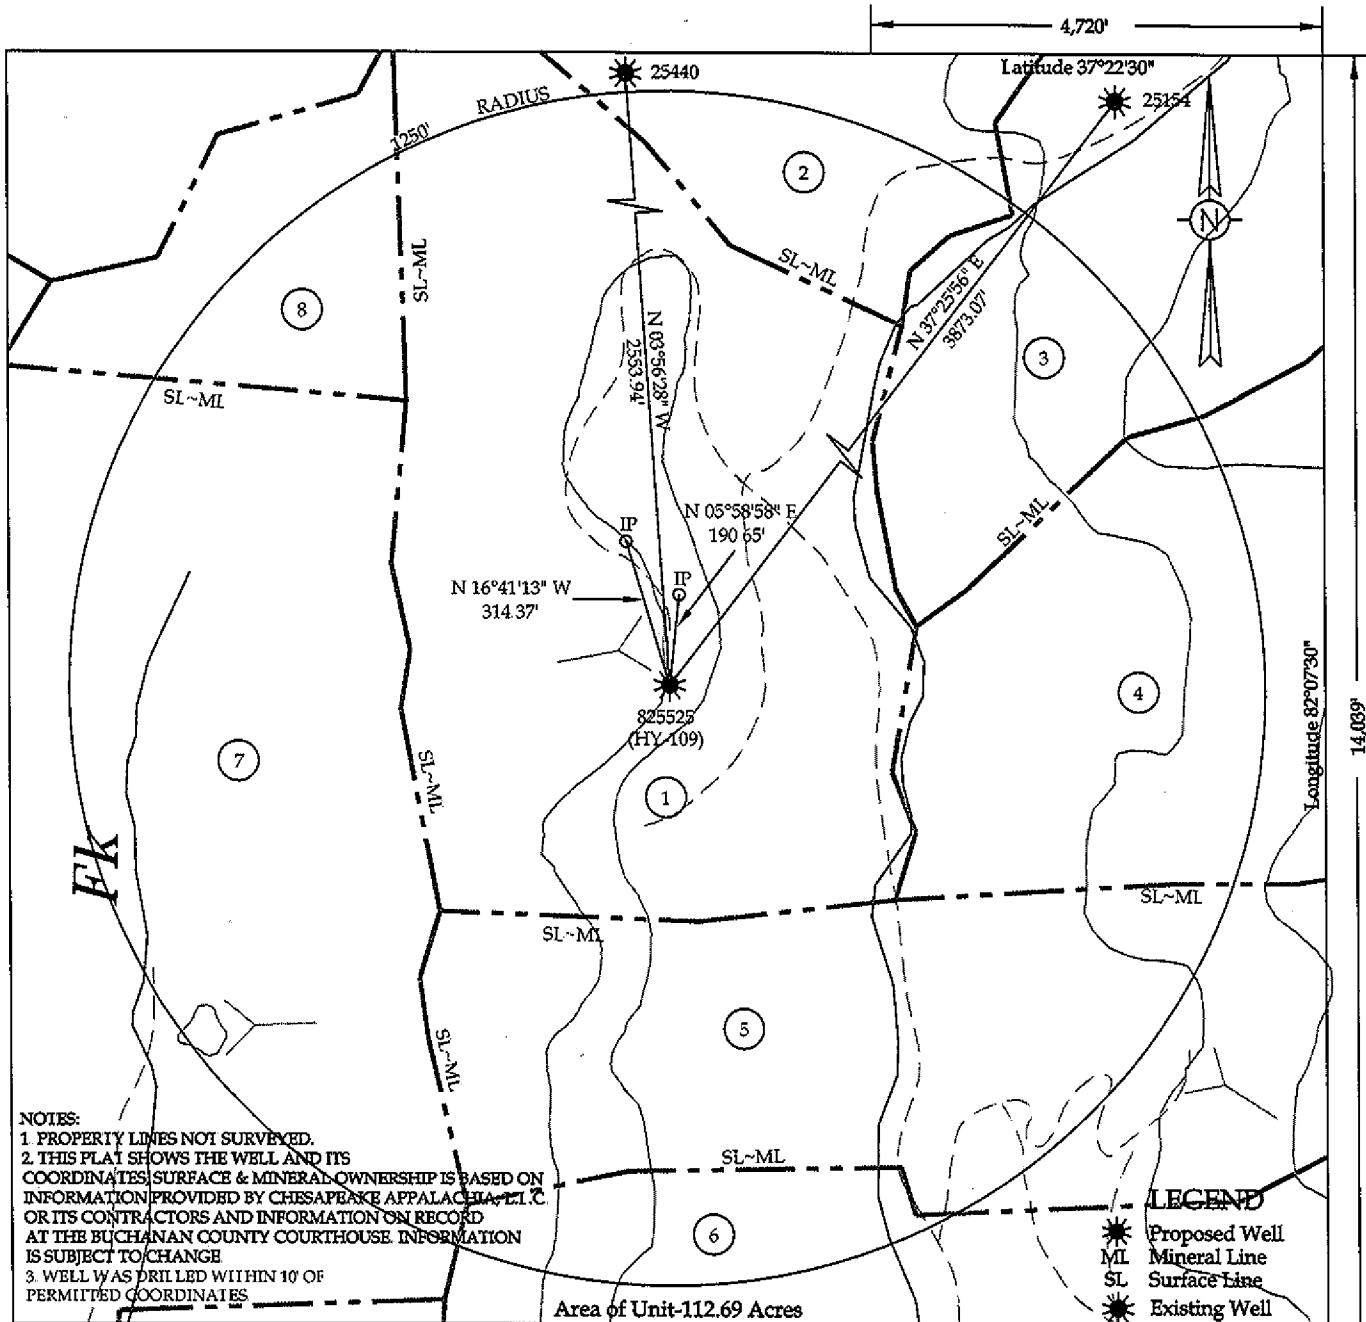 4,720'
Latitude 37°22'30"
25440
25154
RADIUS
1250'
2
N
SL~ML
SL~ML
8
N 37°25'56" E
3873.07'
N 03°56'28" W
2553.94'
3
SL~ML
SL~ML
N 05°58'58" E
190 65'
IP
IP
N 16°41'13" W
314.37'
825525
(HY-109)
4
Longitude 82°07'30"
14,039'
7
SL~ML
1
Fk
SL~ML
SL~ML
5
SL~ML
SL~ML
6
NOTES:
1 PROPERTY LINES NOT SURVEYED.
2. THIS PLAT SHOWS THE WELL AND ITS
COORDINATES, SURFACE & MINERAL OWNERSHIP IS BASED ON
INFORMATION PROVIDED BY CHESAPEAKE APPALACHIA, L.L.C.
OR ITS CONTRACTORS AND INFORMATION ON RECORD
AT THE BUCHANAN COUNTY COURTHOUSE. INFORMATION
IS SUBJECT TO CHANGE
3. WELL WAS DRILLED WITHIN 10' OF
PERMITTED COORDINATES
Area of Unit-112.69 Acres
LEGEND
Proposed Well
ML Mineral Line
SL Surface Line
Existing Well